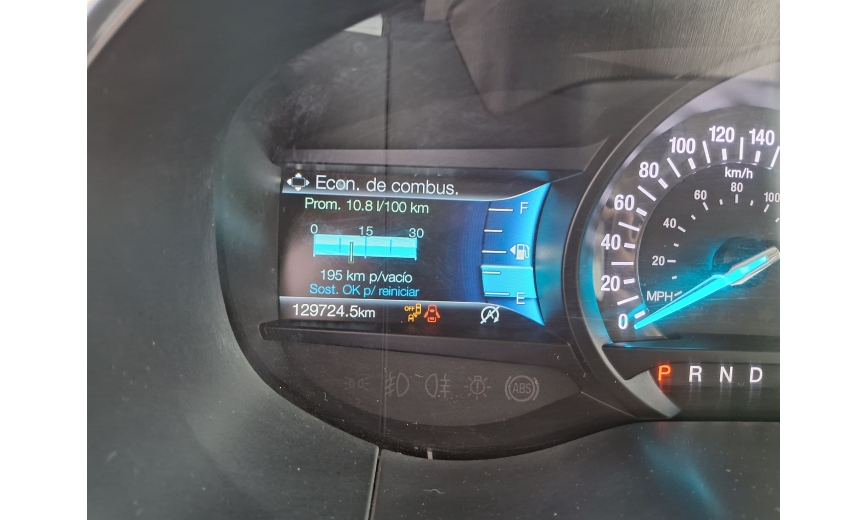 Econ. de combus.
Prom. 10.8 l/100 km
0 15 30
195 km p/vacío
Sost. OK p/ reiniciar
129724.5km
OFF
A
F
E
0 20 40 60 80 100 120 140
km/h
20 40 60 80 100
MPH
P R N D
ABS